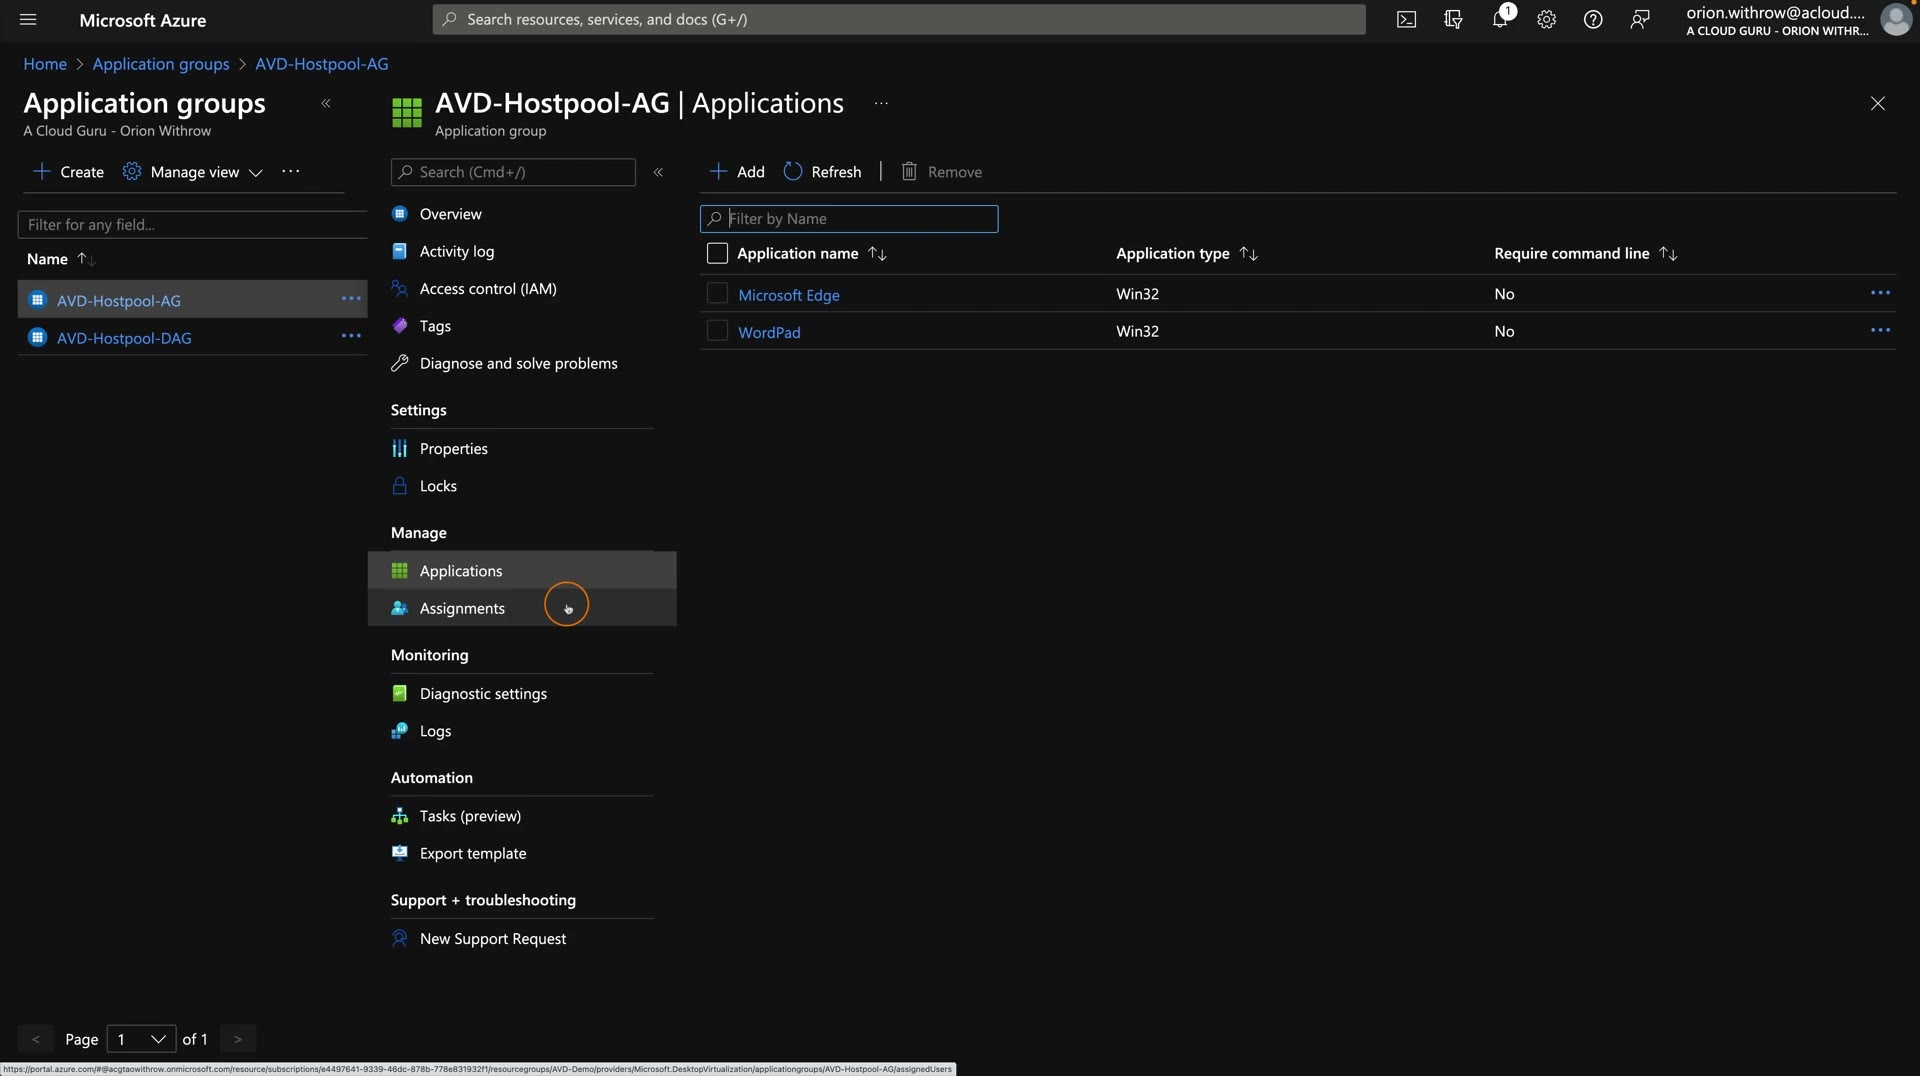 Microsoft Azure
Search resources, services, and docs (G+/)
1
orion.withrow@acloud....
A CLOUD GURU - ORION WITHR...
Home > Application groups > AVD-Hostpool-AG
Application groups
A Cloud Guru - Orion Withrow
Create
Manage view
Filter for any field...
Name
AVD-Hostpool-AG
AVD-Hostpool-DAG
Page 1 of 1
AVD-Hostpool-AG | Applications
Application group
Search (Cmd+/)
Overview
Activity log
Access control (IAM)
Tags
Diagnose and solve problems
Settings
Properties
Locks
Manage
Applications
Assignments
Monitoring
Diagnostic settings
Logs
Automation
Tasks (preview)
Export template
Support + troubleshooting
New Support Request
Add Refresh | Remove
Filter by Name
Application name Application type Require command line
Microsoft Edge Win32 No
WordPad Win32 No
https://portal.azure.com/#@acgtaowithrow.onmicrosoft.com/resource/subscriptions/e4497641-9339-46dc-878b-778e831932f1/resourcegroups/AVD-Demo/providers/Microsoft.DesktopVirtualization/applicationgroups/AVD-Hostpool-AG/assignedUsers